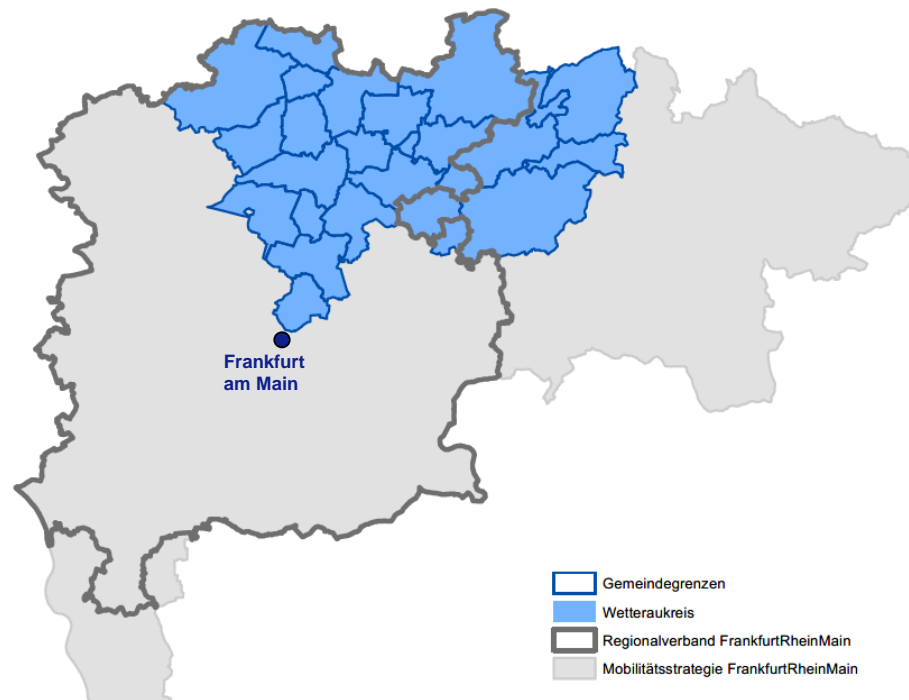 Frankfurt
am Main
Gemeindegrenzen
Wetteraukreis
Regionalverband FrankfurtRheinMain
Mobilitätsstrategie FrankfurtRheinMain